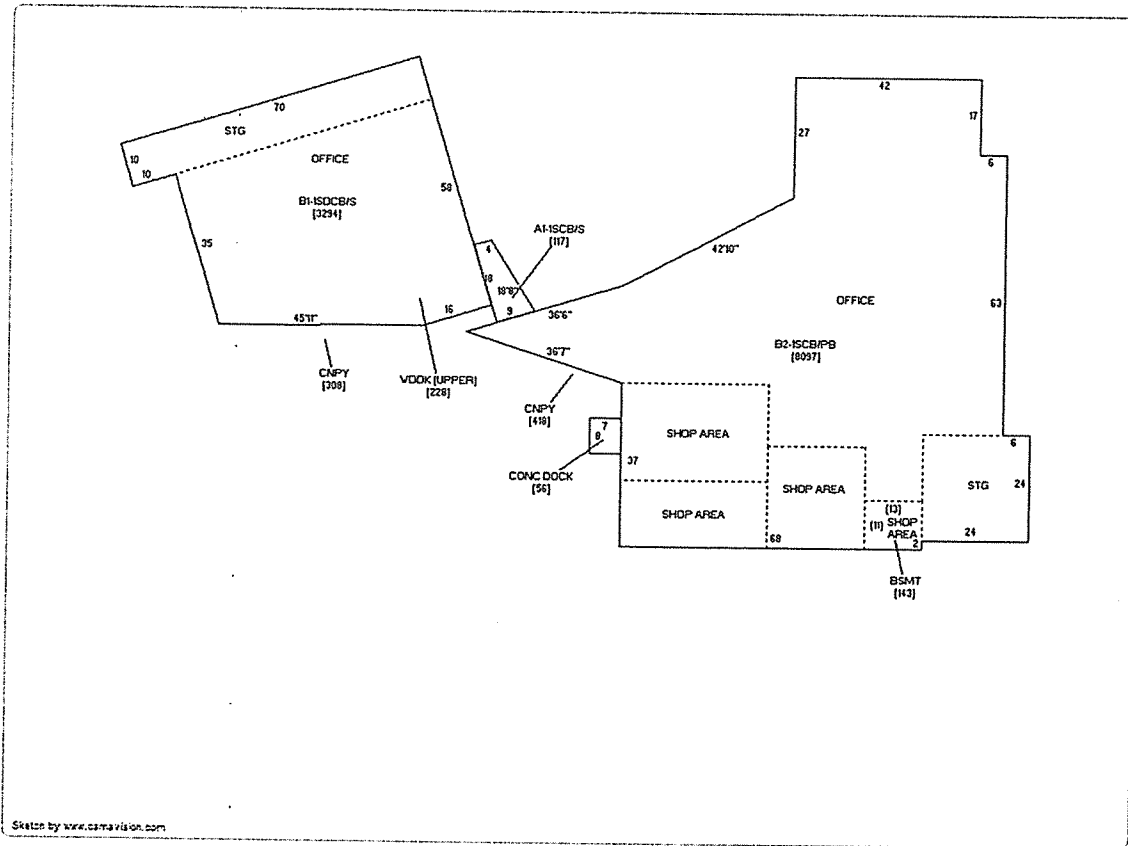 70
STG
10
10
OFFICE
B1-1SDCB/S
[3294]
58
35
45'11"
CNPY
[308]
16
WDDK (UPPER)
[228]
A1-1SCB/S
[117]
4
18
18'8"
9
36'6"
36'7"
CNPY
[418]
42'10"
27
42
17
6
OFFICE
63
B2-1SCB/PB
[8097]
7
8
CONC DOCK
[56]
37
SHOP AREA
SHOP AREA
SHOP AREA
68
[13]
[11] SHOP
AREA
2
BSMT
[143]
STG
6
24
24
Sketch by www.camavision.com